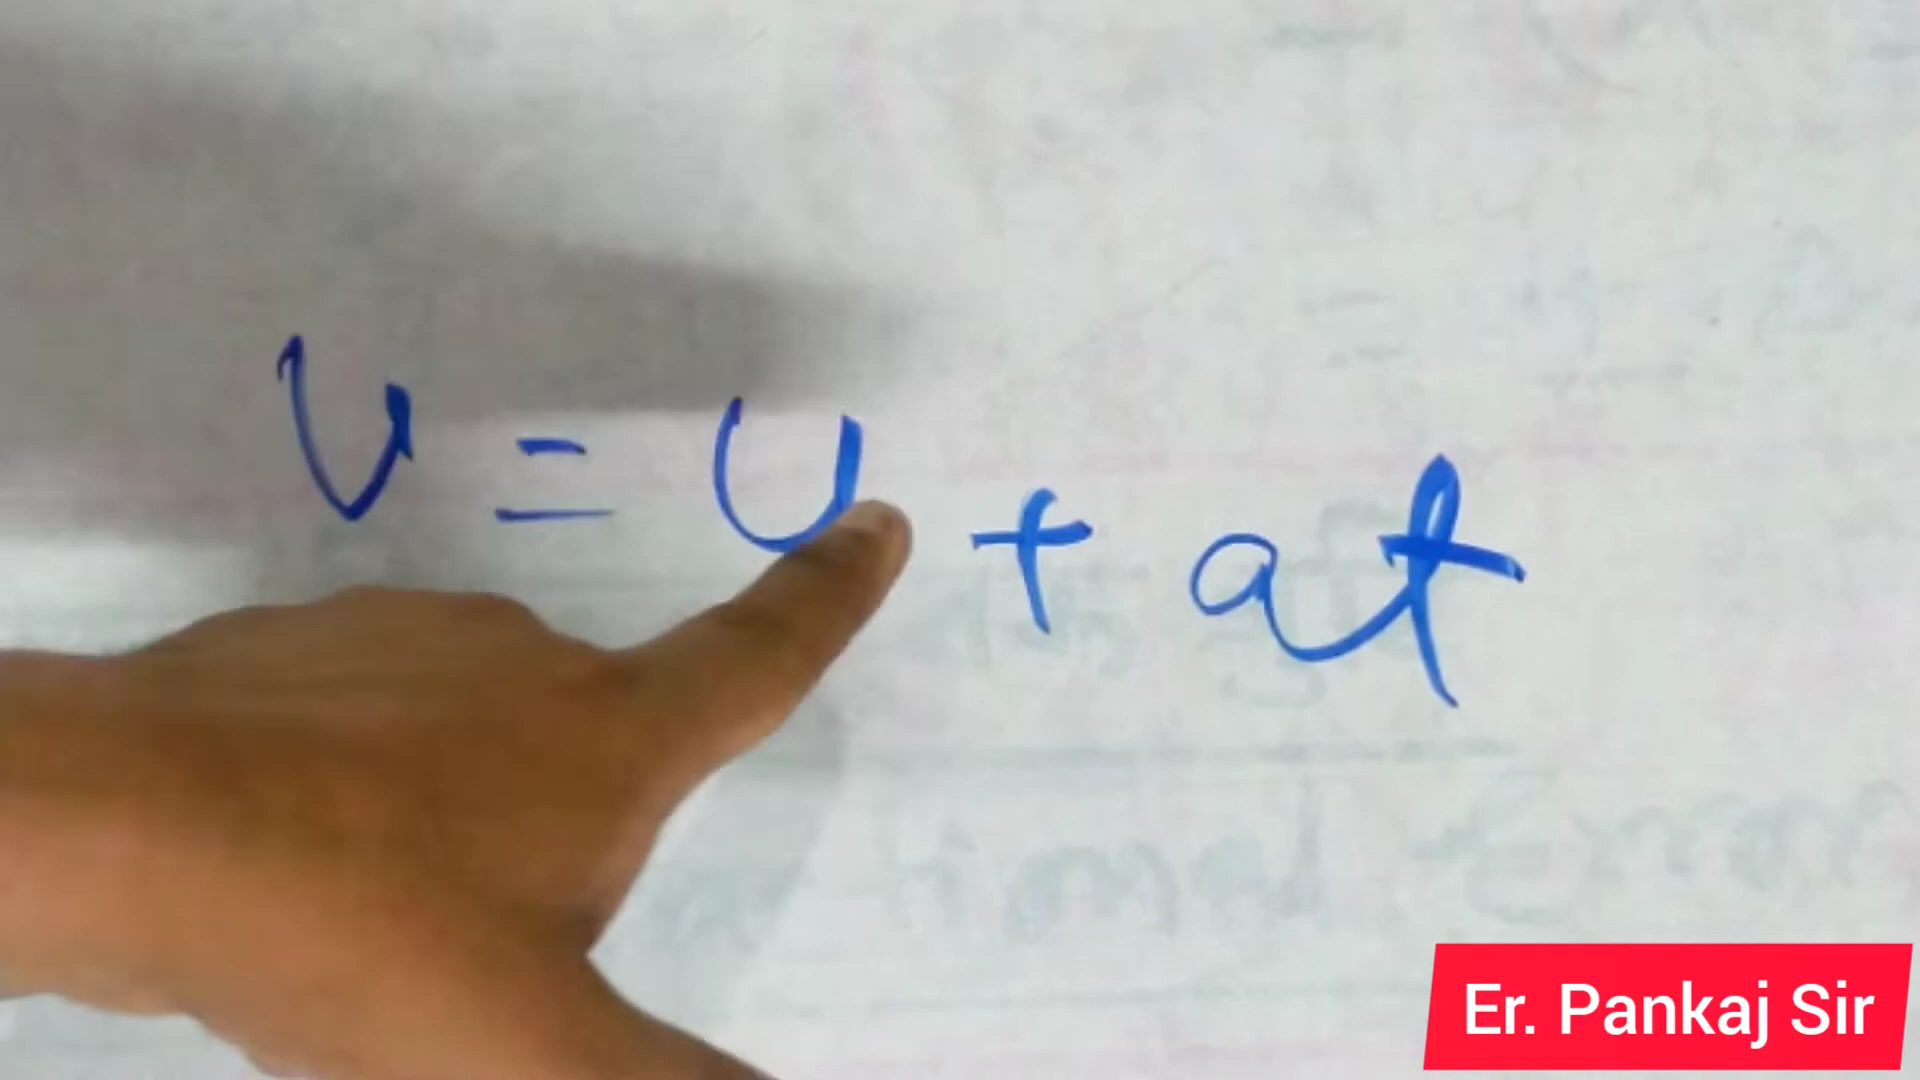 V = U + at
Er. Pankaj Sir